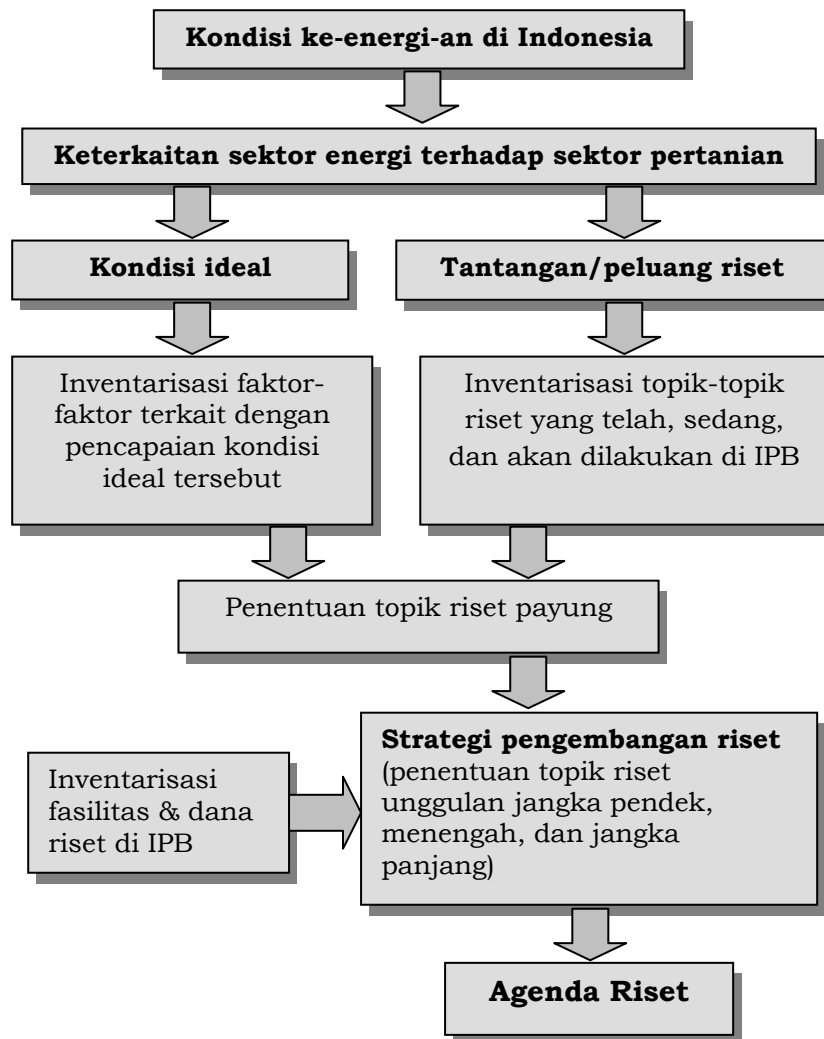 Kondisi ke-energi-an di Indonesia
Keterkaitan sektor energi terhadap sektor pertanian
Kondisi ideal
Tantangan/peluang riset
Inventarisasi faktor-
faktor terkait dengan
pencapaian kondisi
ideal tersebut
Inventarisasi topik-topik
riset yang telah, sedang,
dan akan dilakukan di IPB
Penentuan topik riset payung
Strategi pengembangan riset
(penentuan topik riset
unggulan jangka pendek,
menengah, dan jangka
panjang)
Inventarisasi
fasilitas & dana
riset di IPB
Agenda Riset